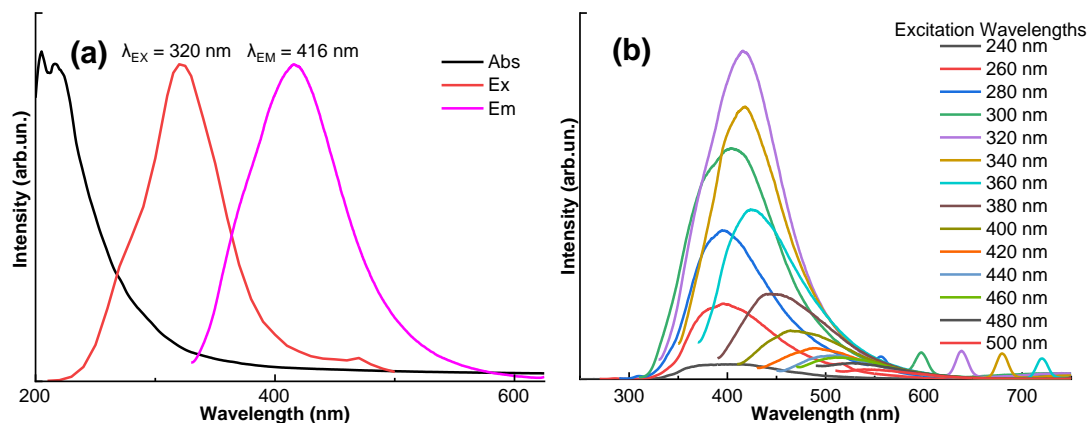 (a)
λEX = 320 nm λEM = 416 nm
Abs
Ex
Em
Intensity (arb.un.)
200 400 600
Wavelength (nm)
(b)
Excitation Wavelengths
240 nm
260 nm
280 nm
300 nm
320 nm
340 nm
360 nm
380 nm
400 nm
420 nm
440 nm
460 nm
480 nm
500 nm
Intensity (arb.un.)
300 400 500 600 700
Wavelength (nm)